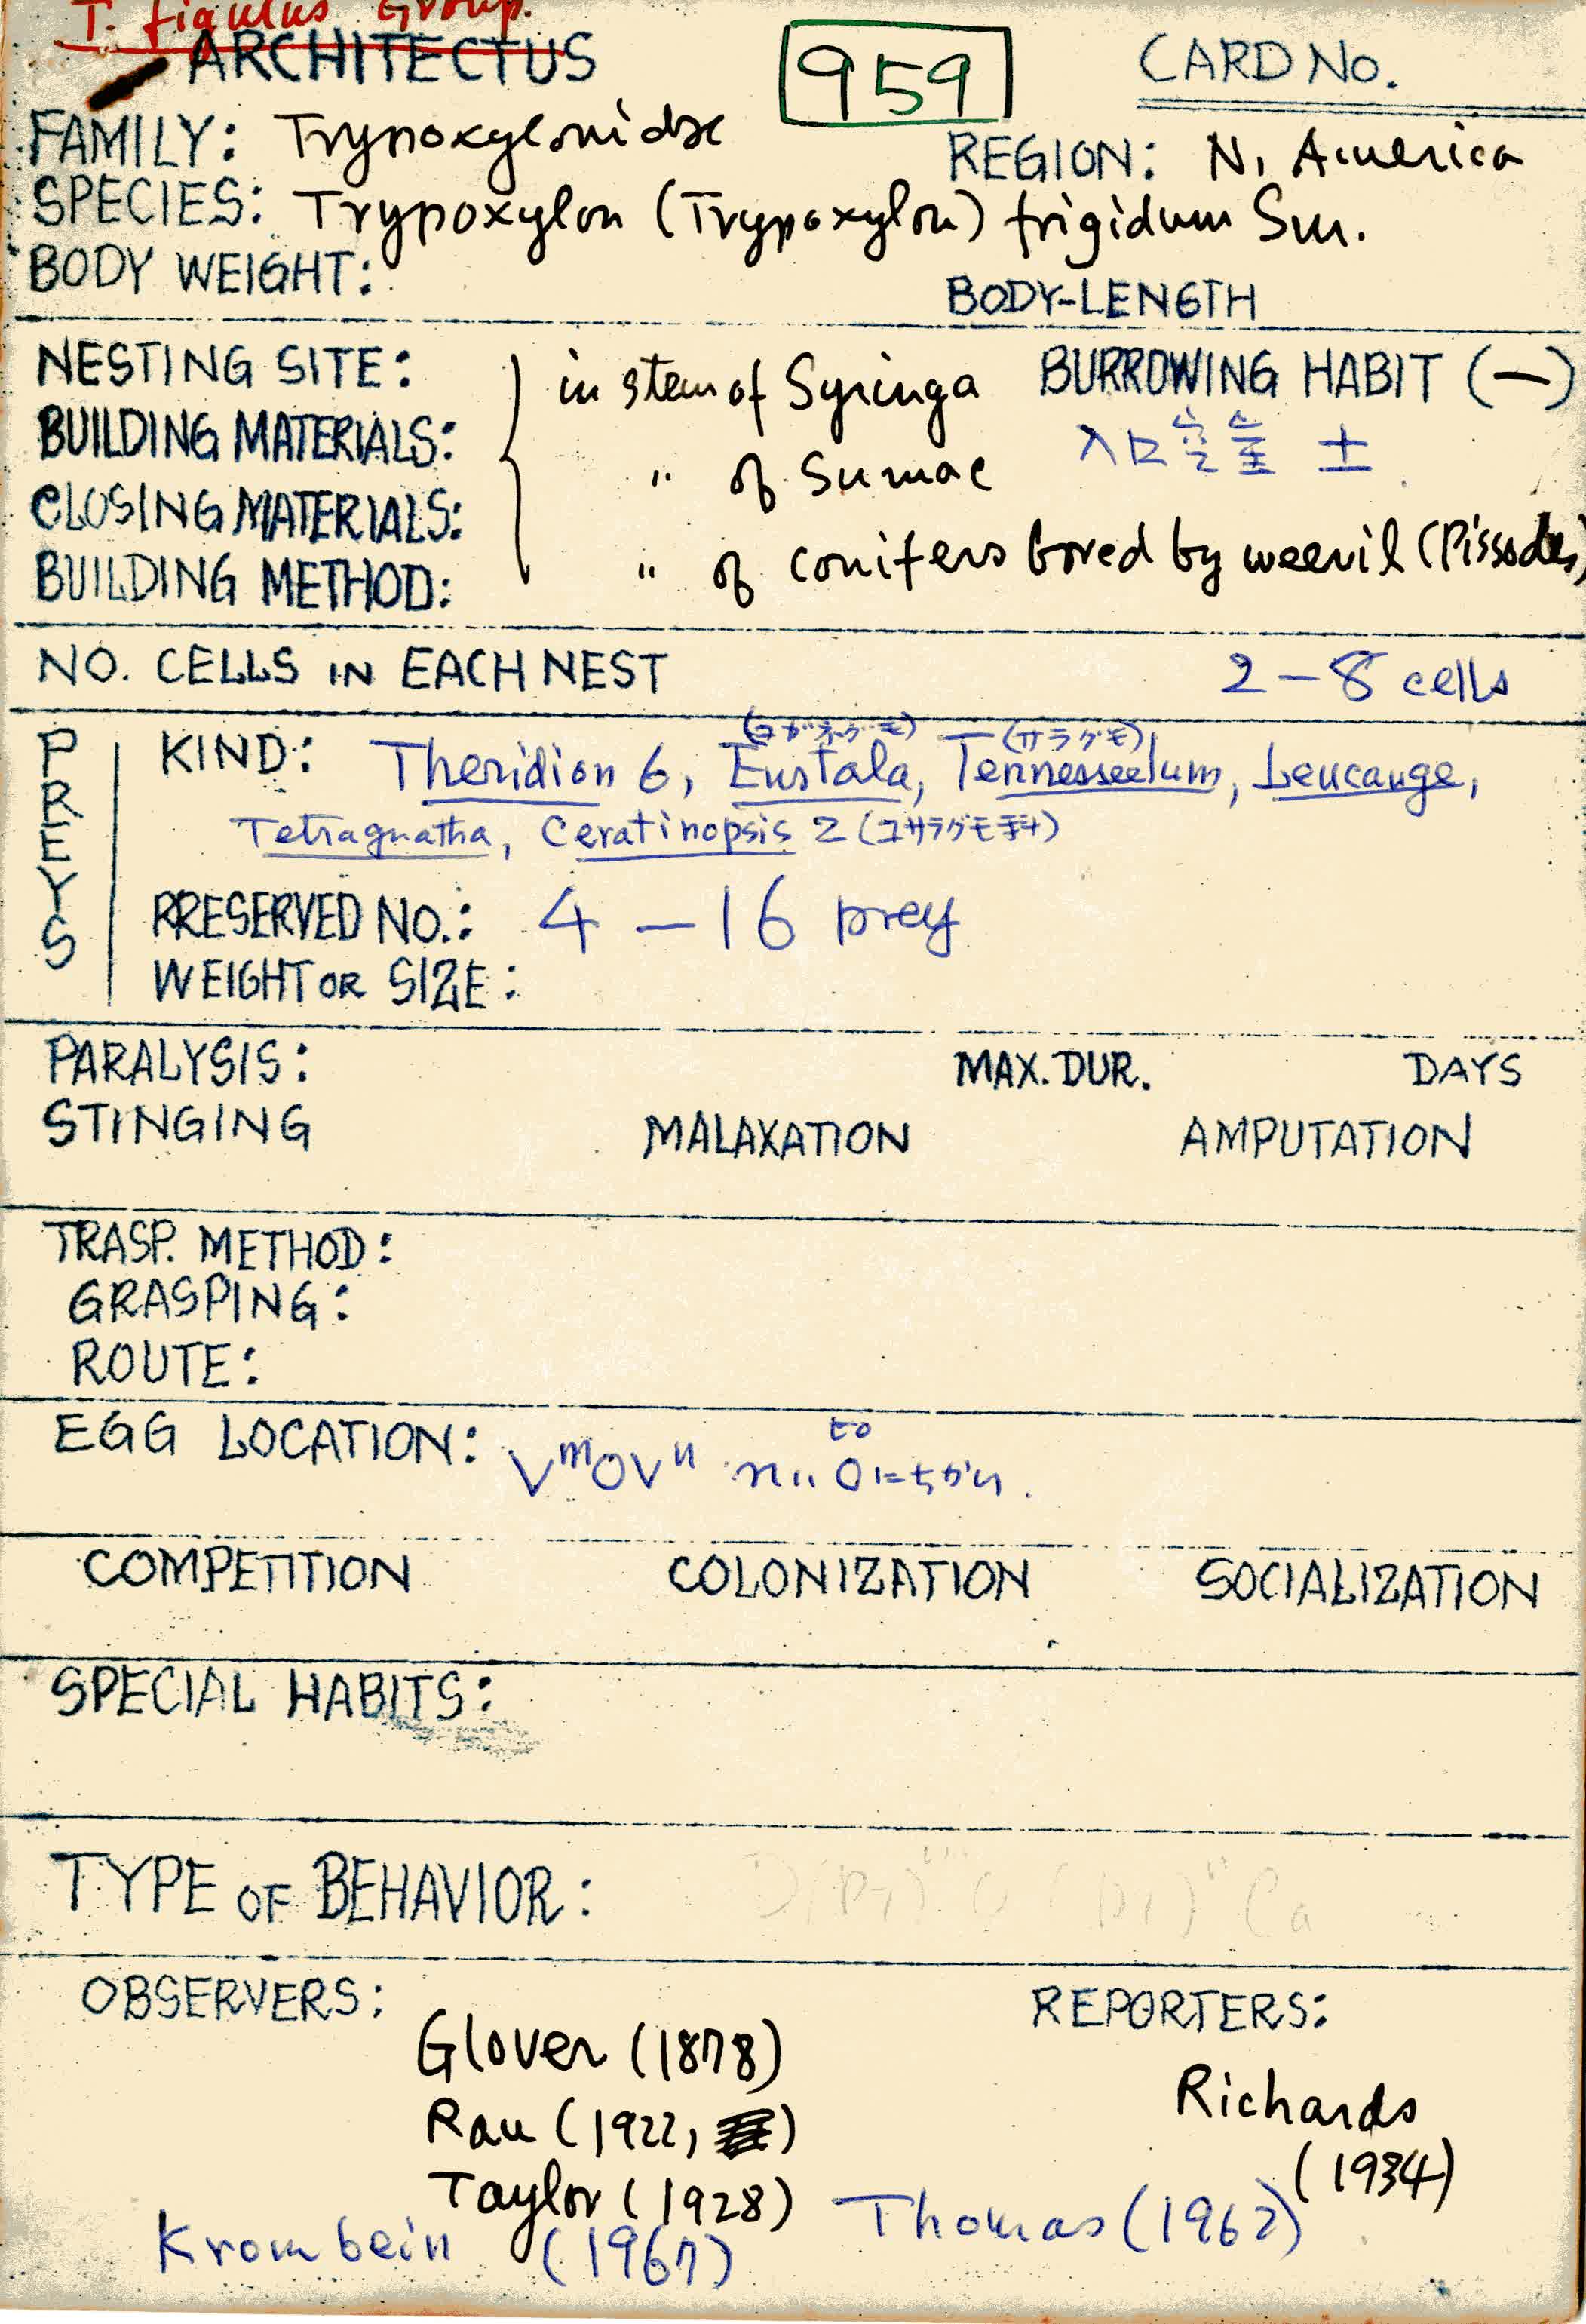 T. figulus Group.
ARCHITECTUS 959 CARD No.
FAMILY: Trypoxylonidae REGION: N. America
SPECIES: Trypoxylon (Trypoxylon) frigidum Sm.
BODY WEIGHT: BODY-LENGTH
NESTING SITE: in stem of Syringa BURROWING HABIT (—)
BUILDING MATERIALS: 〃 of Sumac 入口 土
CLOSING MATERIALS:
BUILDING METHOD: 〃 of conifers bored by weevil (Pissodes)
NO. CELLS IN EACH NEST 2 – 8 cells
PREYS
(コガネグモ) (サラグモ)
KIND: Theridion 6, Eustala, Tennesseelum, Leucauge,
Tetragnatha, Ceratinopsis 2 (コサラグモ科)
PRESERVED NO.: 4 – 16 prey
WEIGHT OR SIZE:
PARALYSIS: MAX. DUR. DAYS
STINGING MALAXATION AMPUTATION
TRASP. METHOD:
GRASPING:
ROUTE:
EGG LOCATION:
COMPETITION COLONIZATION SOCIALIZATION
SPECIAL HABITS:
TYPE OF BEHAVIOR:
OBSERVERS: REPORTERS:
Glover (1878)
Rau (1922, ) Richards
Taylor (1928) (1934)
Krombein (1967) Thomas (1962)